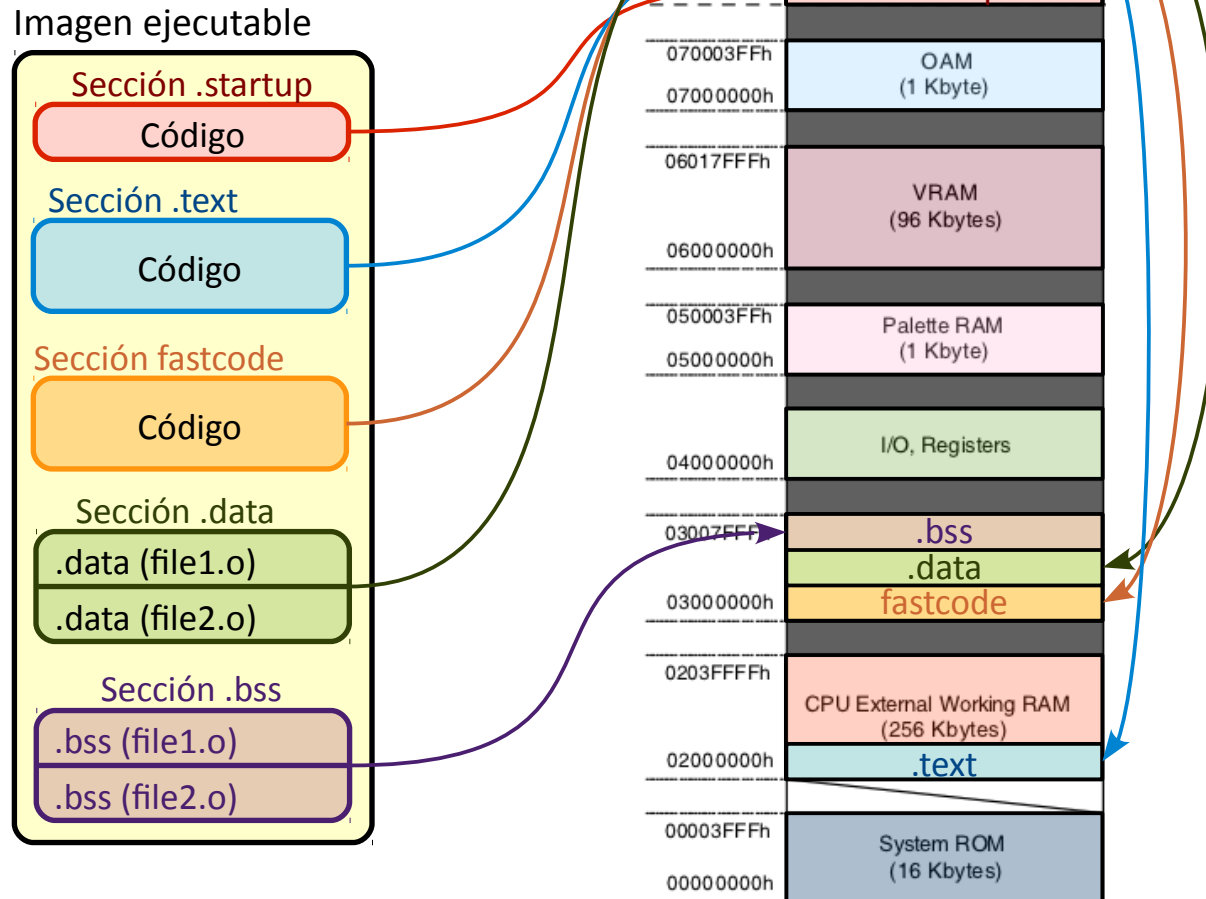 Imagen ejecutable
Sección .startup
Código
Sección .text
Código
Sección fastcode
Código
Sección .data
.data (file1.o)
.data (file2.o)
Sección .bss
.bss (file1.o)
.bss (file2.o)
070003FFh
OAM
(1 Kbyte)
07000000h
06017FFFh
VRAM
(96 Kbytes)
06000000h
050003FFh
Palette RAM
(1 Kbyte)
05000000h
I/O, Registers
04000000h
.bss
.data
03000000h
fastcode
0203FFFFh
CPU External Working RAM
(256 Kbytes)
02000000h
.text
00003FFFh
System ROM
(16 Kbytes)
00000000h